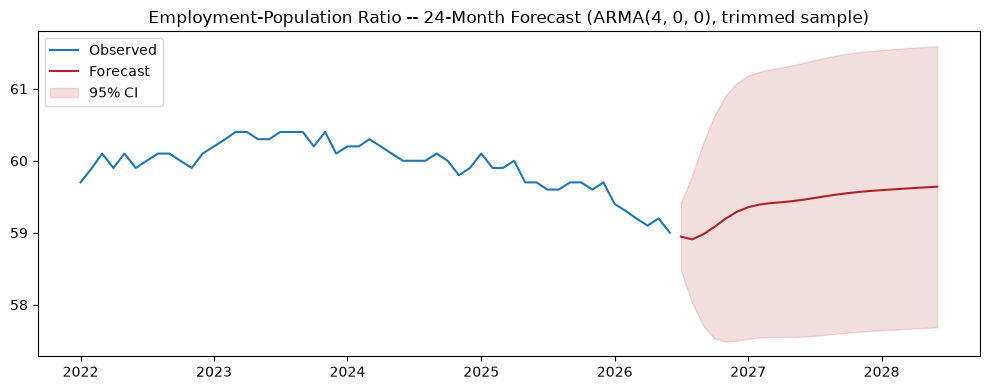 Employment-Population Ratio -- 24-Month Forecast (ARMA(4, 0, 0), trimmed sample)
Observed
Forecast
95% CI
61
60
59
58
2022 2023 2024 2025 2026 2027 2028